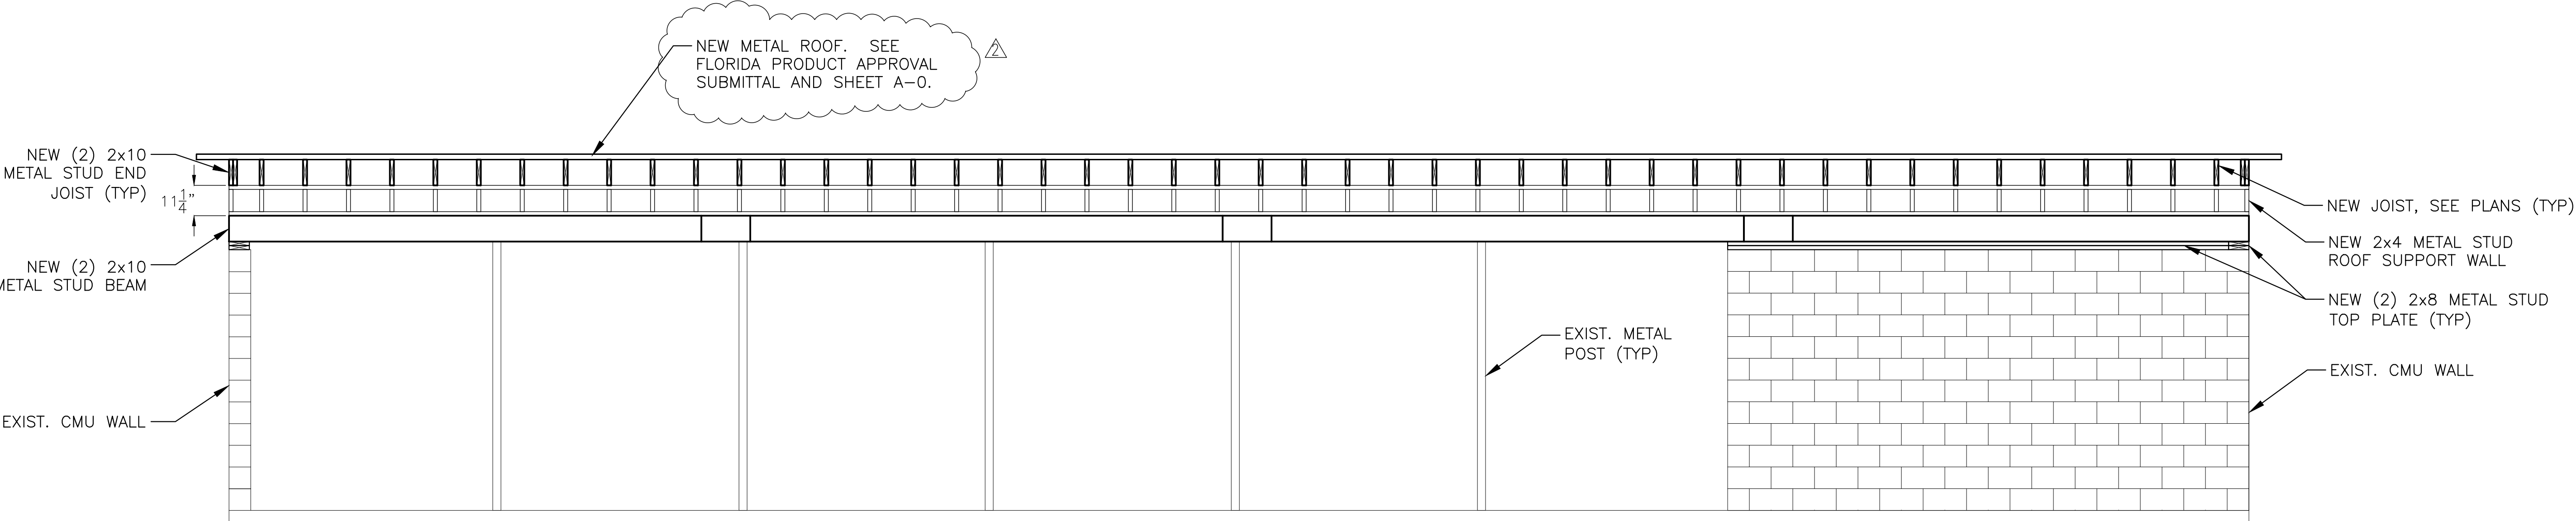 NEW METAL ROOF. SEE
FLORIDA PRODUCT APPROVAL
SUBMITTAL AND SHEET A-0.
2
NEW (2) 2x10
METAL STUD END
JOIST (TYP)
11 1/4"
NEW (2) 2x10
METAL STUD BEAM
EXIST. CMU WALL
EXIST. METAL
POST (TYP)
NEW JOIST, SEE PLANS (TYP)
NEW 2x4 METAL STUD
ROOF SUPPORT WALL
NEW (2) 2x8 METAL STUD
TOP PLATE (TYP)
EXIST. CMU WALL